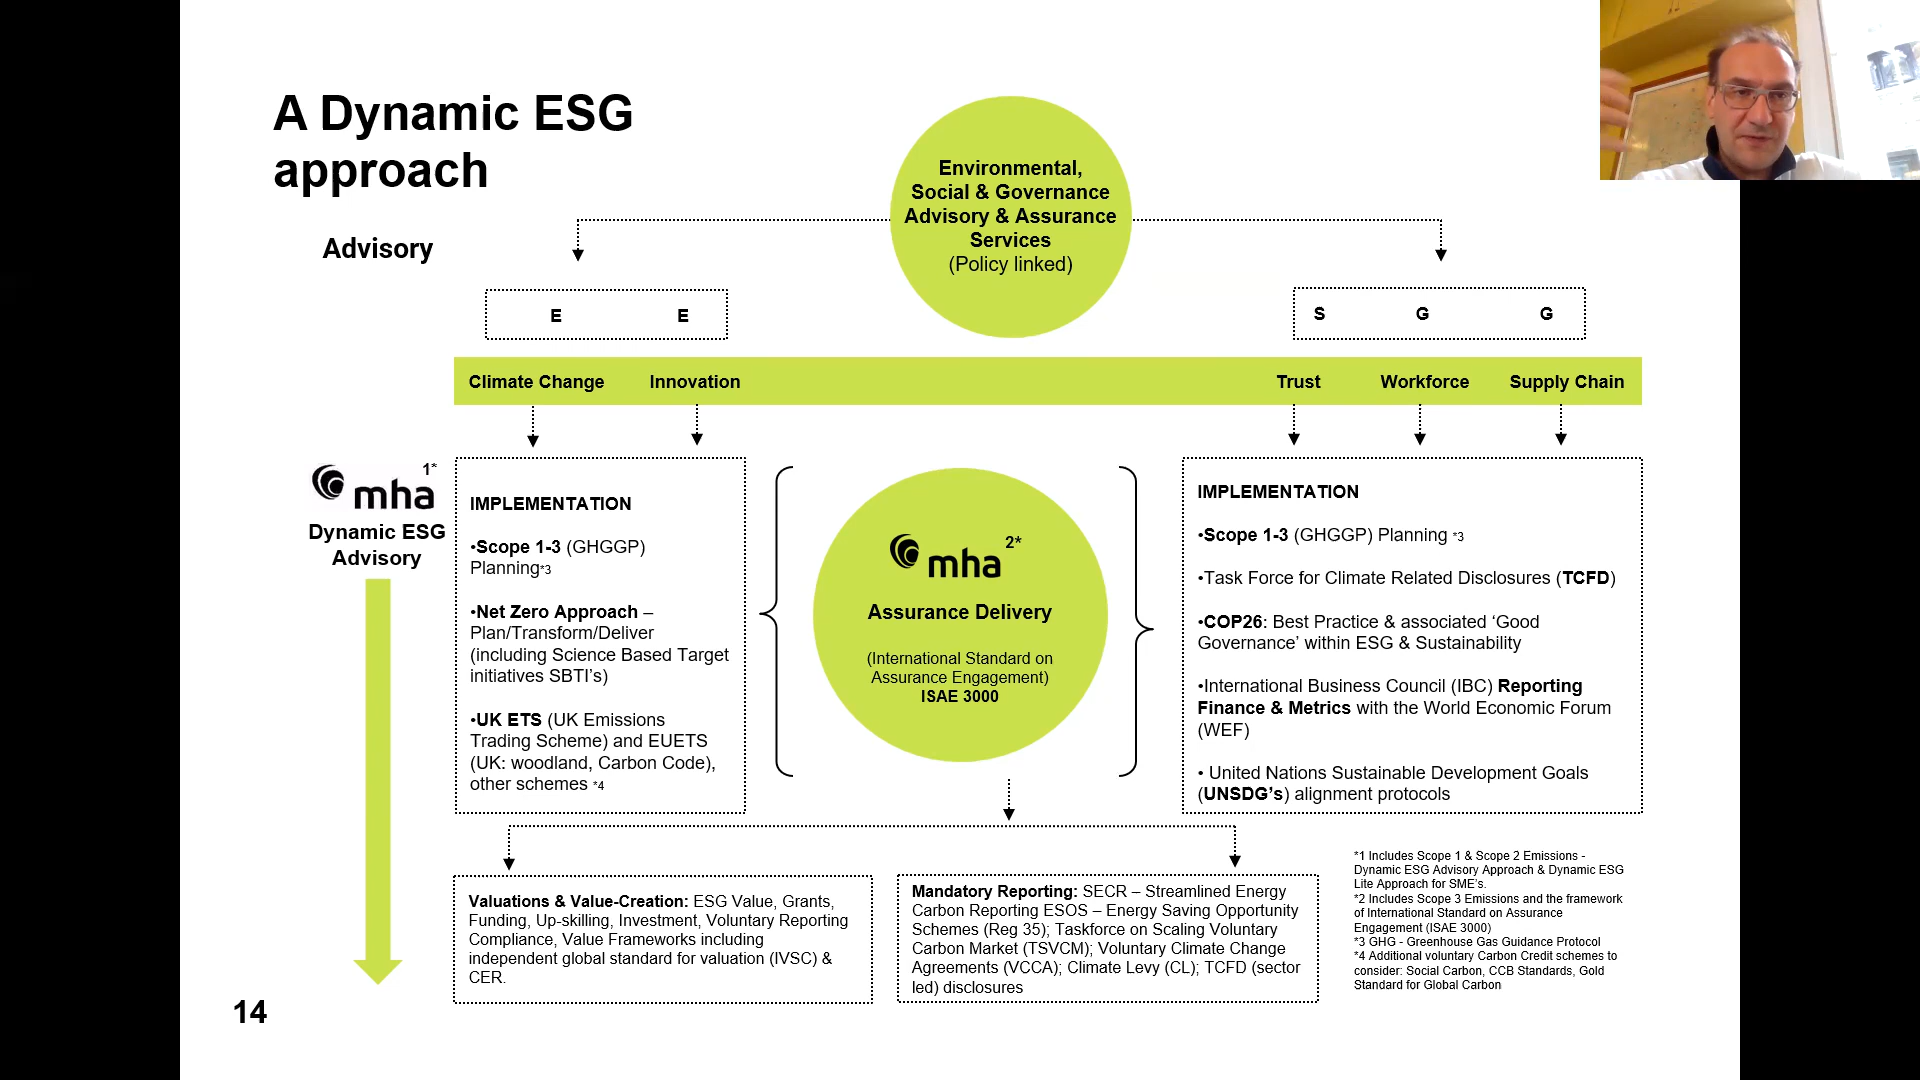 A Dynamic ESG
approach
Advisory
Environmental,
Social & Governance
Advisory & Assurance
Services
(Policy linked)
E E
S G G
Climate Change Innovation Trust Workforce Supply Chain
mha 1*
Dynamic ESG
Advisory
IMPLEMENTATION
•Scope 1-3 (GHGGP)
Planning*3
•Net Zero Approach –
Plan/Transform/Deliver
(including Science Based Target
initiatives SBTI's)
•UK ETS (UK Emissions
Trading Scheme) and EUETS
(UK: woodland, Carbon Code),
other schemes *4
mha 2*
Assurance Delivery
(International Standard on
Assurance Engagement)
ISAE 3000
IMPLEMENTATION
•Scope 1-3 (GHGGP) Planning *3
•Task Force for Climate Related Disclosures (TCFD)
•COP26: Best Practice & associated ‘Good
Governance’ within ESG & Sustainability
•International Business Council (IBC) Reporting
Finance & Metrics with the World Economic Forum
(WEF)
• United Nations Sustainable Development Goals
(UNSDG’s) alignment protocols
Valuations & Value-Creation: ESG Value, Grants,
Funding, Up-skilling, Investment, Voluntary Reporting
Compliance, Value Frameworks including
independent global standard for valuation (IVSC) &
CER.
Mandatory Reporting: SECR – Streamlined Energy
Carbon Reporting ESOS – Energy Saving Opportunity
Schemes (Reg 35); Taskforce on Scaling Voluntary
Carbon Market (TSVCM); Voluntary Climate Change
Agreements (VCCA); Climate Levy (CL); TCFD (sector
led) disclosures
*1 Includes Scope 1 & Scope 2 Emissions -
Dynamic ESG Advisory Approach & Dynamic ESG
Lite Approach for SME's.
*2 Includes Scope 3 Emissions and the framework
of International Standard on Assurance
Engagement (ISAE 3000)
*3 GHG - Greenhouse Gas Guidance Protocol
*4 Additional voluntary Carbon Credit schemes to
consider: Social Carbon, CCB Standards, Gold
Standard for Global Carbon
14